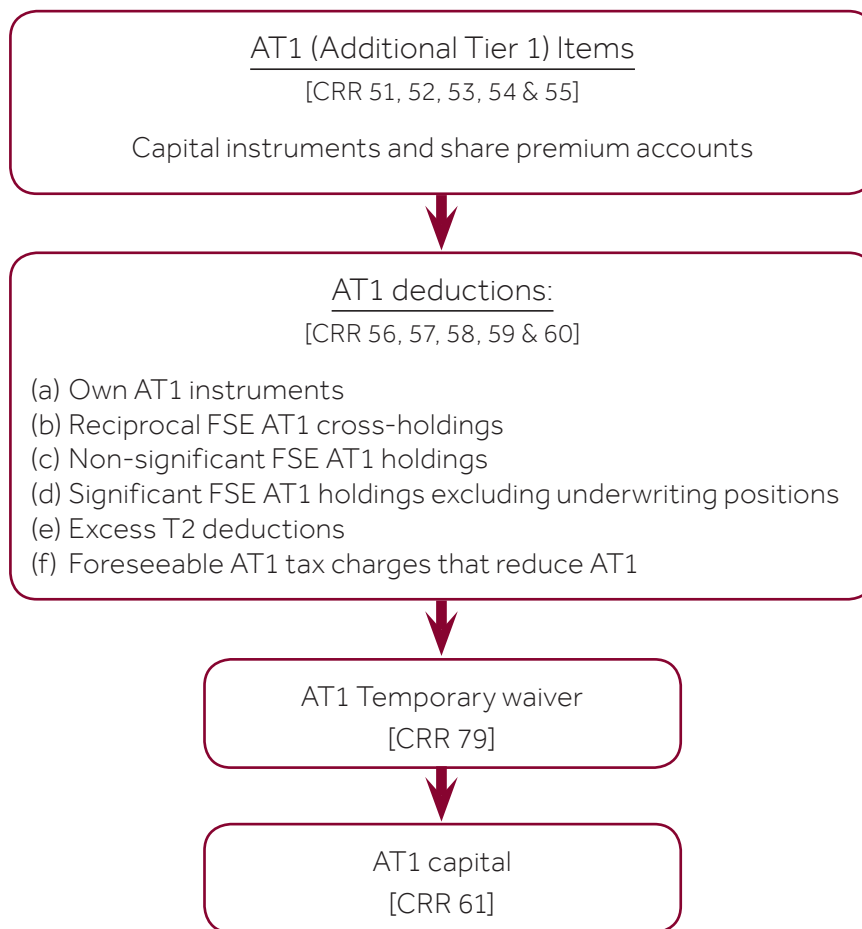 AT1 (Additional Tier 1) Items
[CRR 51, 52, 53, 54 & 55]
Capital instruments and share premium accounts
AT1 deductions:
[CRR 56, 57, 58, 59 & 60]
(a) Own AT1 instruments
(b) Reciprocal FSE AT1 cross-holdings
(c) Non-significant FSE AT1 holdings
(d) Significant FSE AT1 holdings excluding underwriting positions
(e) Excess T2 deductions
(f) Foreseeable AT1 tax charges that reduce AT1
AT1 Temporary waiver
[CRR 79]
AT1 capital
[CRR 61]